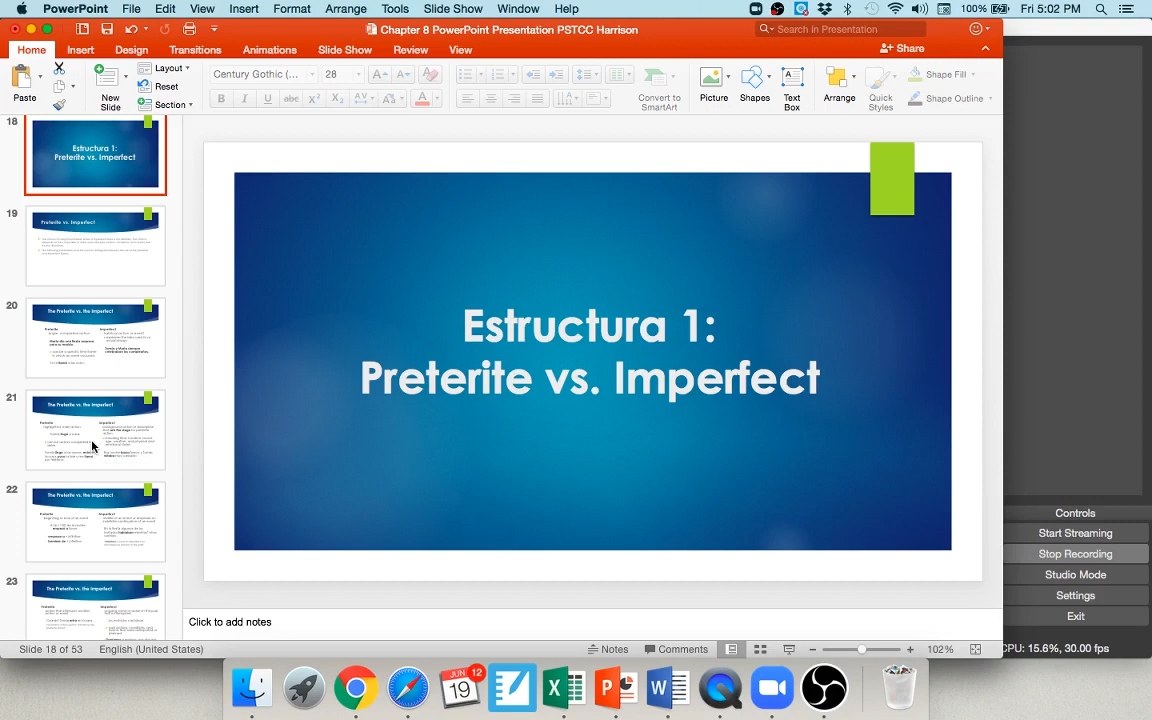 PowerPoint File Edit View Insert Format Arrange Tools Slide Show Window Help 100% Fri 5:02 PM
Chapter 8 PowerPoint Presentation PSTCC Harrison
Search in Presentation
Home Insert Design Transitions Animations Slide Show Review View Share
Paste
New
Slide
Layout
Reset
Section
Century Gothic (... 28
B I U abc X² X₂ AV Aa A
Convert to
SmartArt
Picture
Shapes
Text
Box
Arrange
Quick
Styles
Shape Fill
Shape Outline
18
Estructura 1:
Preterite vs. Imperfect
19
Preterite vs. Imperfect
20
The Preterite vs. the Imperfect
21
The Preterite vs. the Imperfect
22
The Preterite vs. the Imperfect
23
The Preterite vs. the Imperfect
Estructura 1:
Preterite vs. Imperfect
Click to add notes
Slide 18 of 53 English (United States) Notes Comments 102%
Controls
Start Streaming
Stop Recording
Studio Mode
Settings
Exit
CPU: 15.6%, 30.00 fps
JUN 12
19